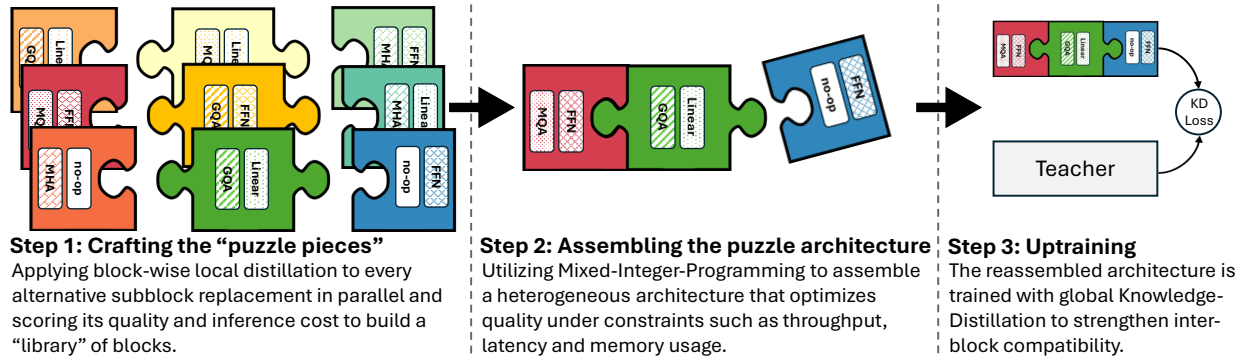 GQA
Linea
MQA
Linea
MHA
FFN
MQA
FFN
GQA
FFN
MHA
Linea
MHA
no-op
GQA
Linear
no-op
FFN
MQA
FFN
GQA
Linear
no-op
FFN
MQA
FFN
GQA
Linear
no-op
FFN
KD
Loss
Teacher
Step 1: Crafting the “puzzle pieces”
Applying block-wise local distillation to every
alternative subblock replacement in parallel and
scoring its quality and inference cost to build a
“library” of blocks.
Step 2: Assembling the puzzle architecture
Utilizing Mixed-Integer-Programming to assemble
a heterogeneous architecture that optimizes
quality under constraints such as throughput,
latency and memory usage.
Step 3: Uptraining
The reassembled architecture is
trained with global Knowledge-
Distillation to strengthen inter-
block compatibility.